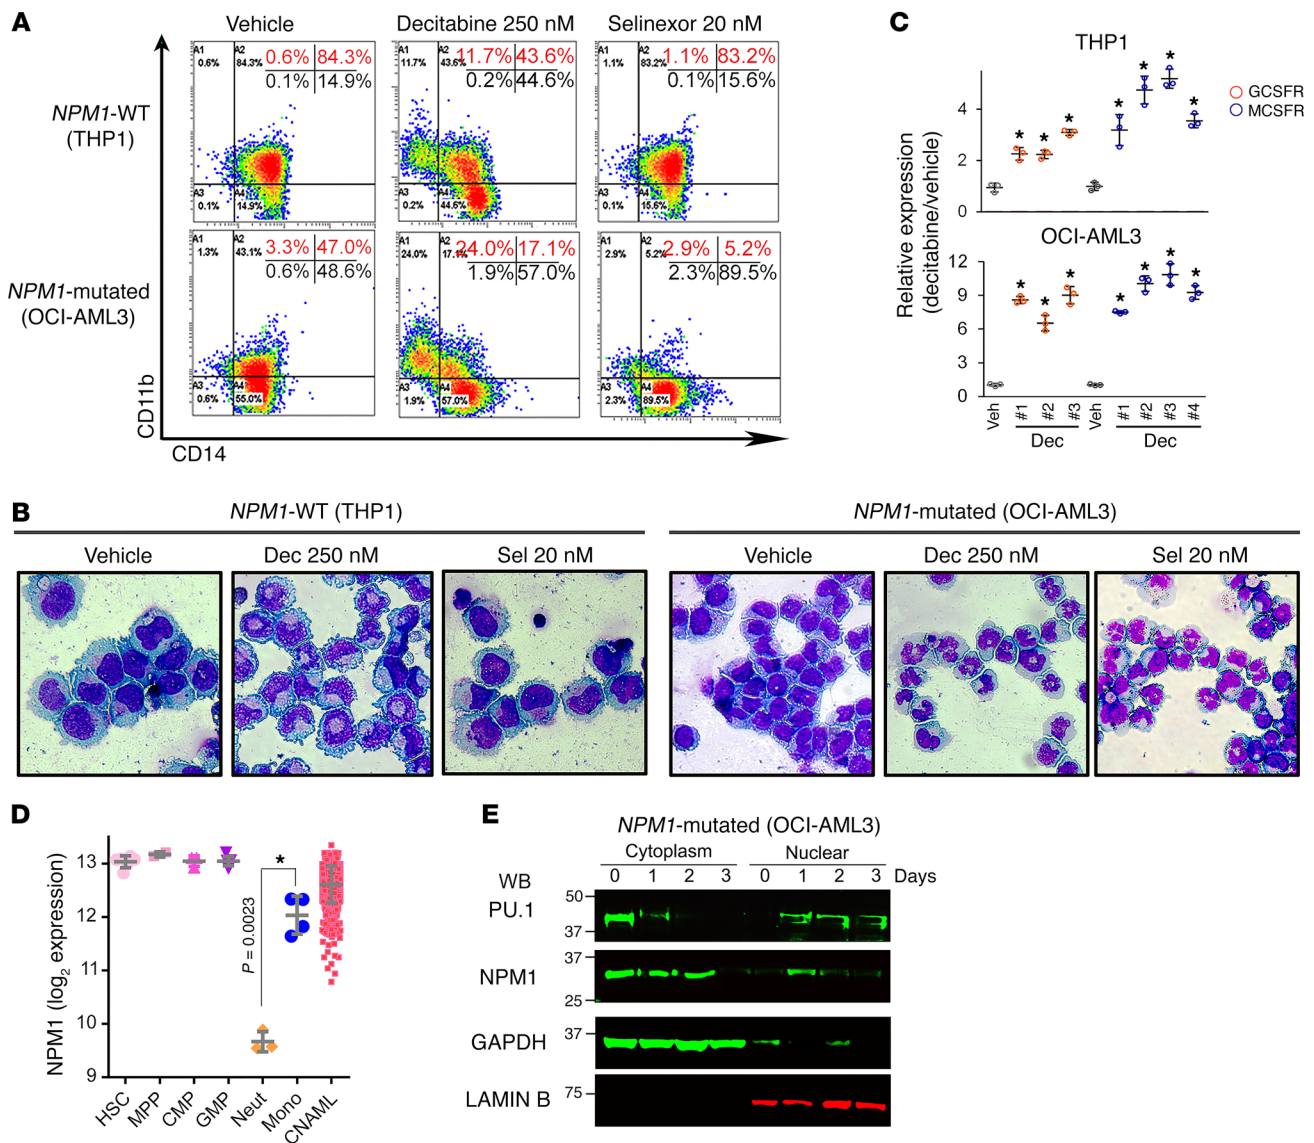 A
Vehicle
Decitabine 250 nM
Selinexor 20 nM
NPM1-WT
(THP1)
A1
0.6%
A2
84.3%
0.6% 84.3%
0.1% 14.9%
A3
0.1%
A4
14.9%
A1
11.7%
A2
43.6%
11.7% 43.6%
0.2% 44.6%
A3
0.2%
A4
44.6%
A1
1.1%
A2
83.2%
1.1% 83.2%
0.1% 15.6%
A3
0.1%
A4
15.6%
NPM1-mutated
(OCI-AML3)
A1
1.3%
A2
43.1%
3.3% 47.0%
0.6% 48.6%
A3
0.6%
A4
55.0%
A1
24.0%
A2
17.1%
24.0% 17.1%
1.9% 57.0%
A3
1.9%
A4
57.0%
A1
2.9%
A2
5.2%
2.9% 5.2%
2.3% 89.5%
A3
2.3%
A4
89.5%
CD11b
CD14
C
THP1
GCSFR
MCSFR
Relative expression
(decitabine/vehicle)
4
2
0
* * * * * * *
OCI-AML3
12
9
6
3
0
* * * * * * *
Veh #1 #2 #3 Veh #1 #2 #3 #4
Dec Dec
B
NPM1-WT (THP1)
NPM1-mutated (OCI-AML3)
Vehicle Dec 250 nM Sel 20 nM Vehicle Dec 250 nM Sel 20 nM
D
NPM1 (log2 expression)
13
12
11
10
9
*
P = 0.0023
HSC MPP CMP GMP Neut Mono CNAML
E
NPM1-mutated (OCI-AML3)
Cytoplasm Nuclear
WB 0 1 2 3 0 1 2 3 Days
PU.1
50
37
NPM1
37
25
GAPDH
37
LAMIN B
75